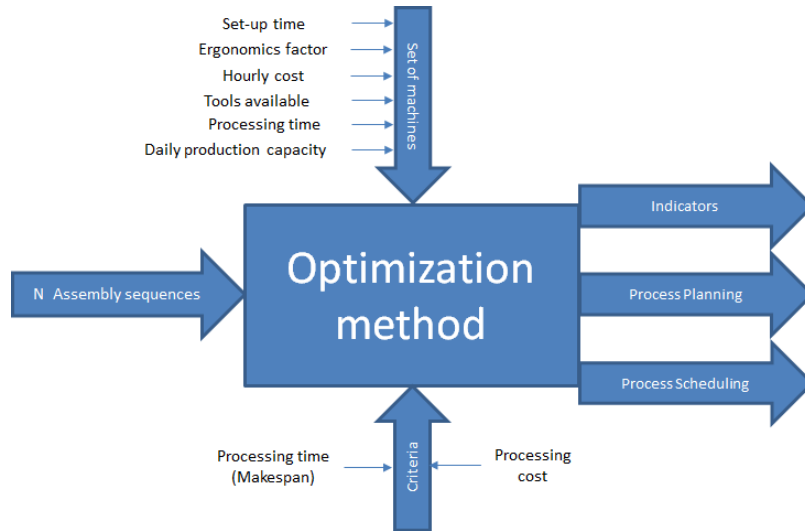 Set-up time
Ergonomics factor
Hourly cost
Tools available
Processing time
Daily production capacity
Set of machines
Indicators
Optimization
method
N Assembly sequences
Process Planning
Process Scheduling
Processing time
(Makespan)
Criteria
Processing
cost